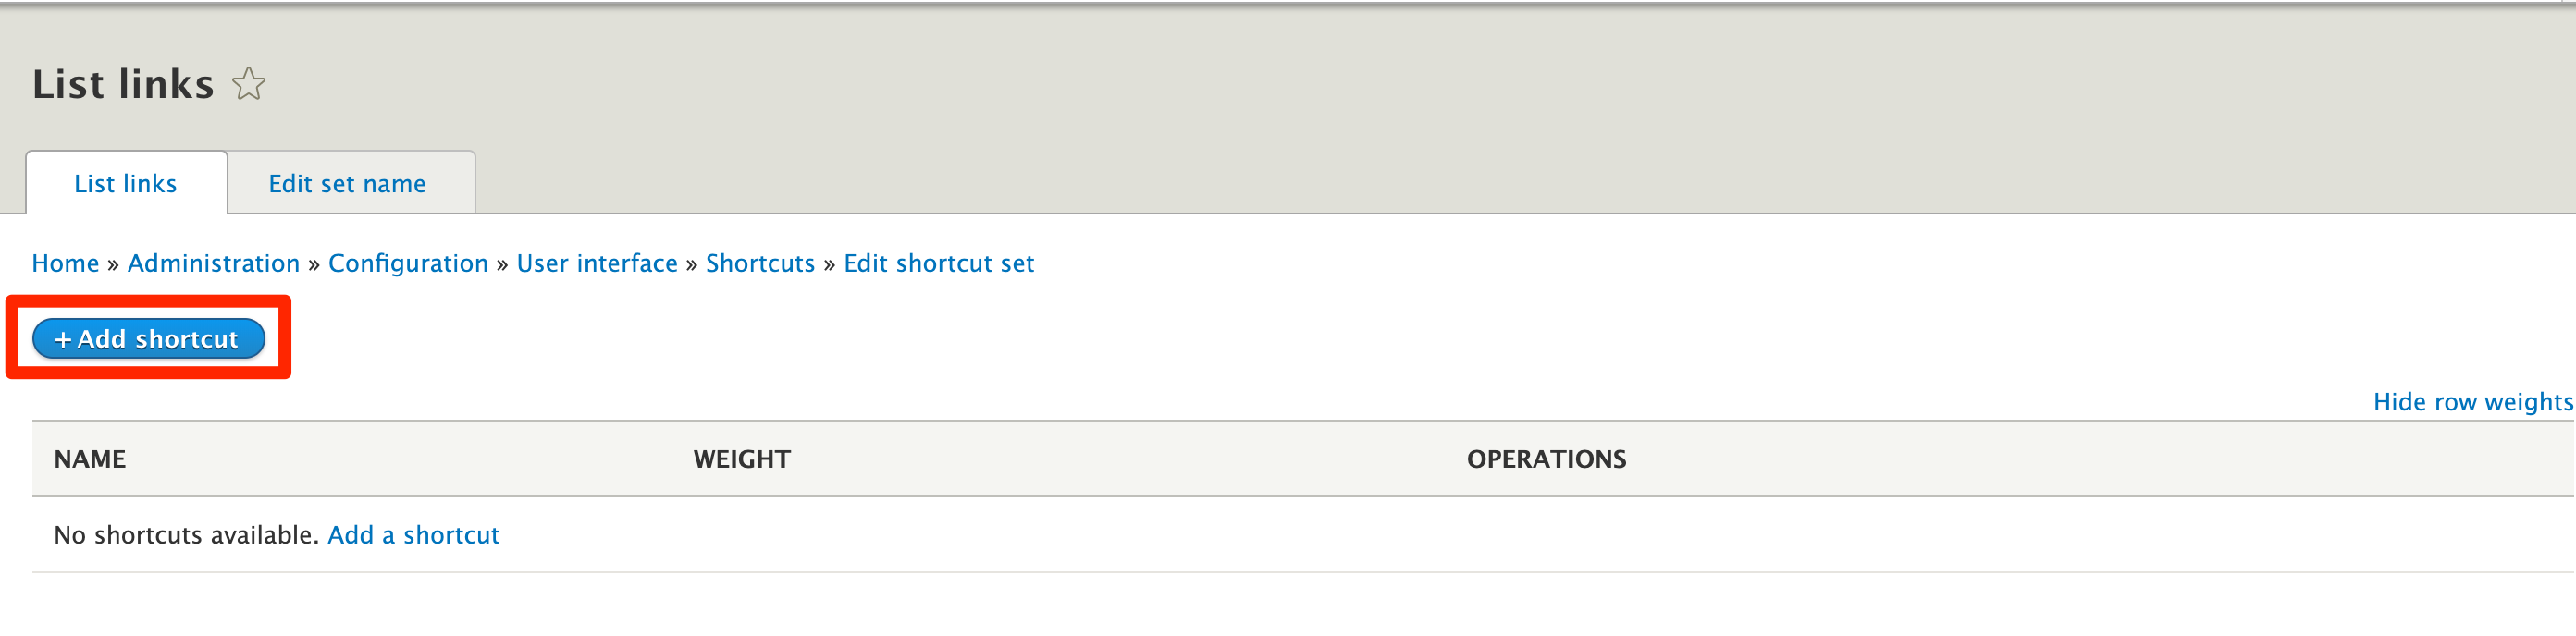 List links
List links Edit set name
Home » Administration » Configuration » User interface » Shortcuts » Edit shortcut set
+ Add shortcut
Hide row weights
NAME WEIGHT OPERATIONS
No shortcuts available. Add a shortcut